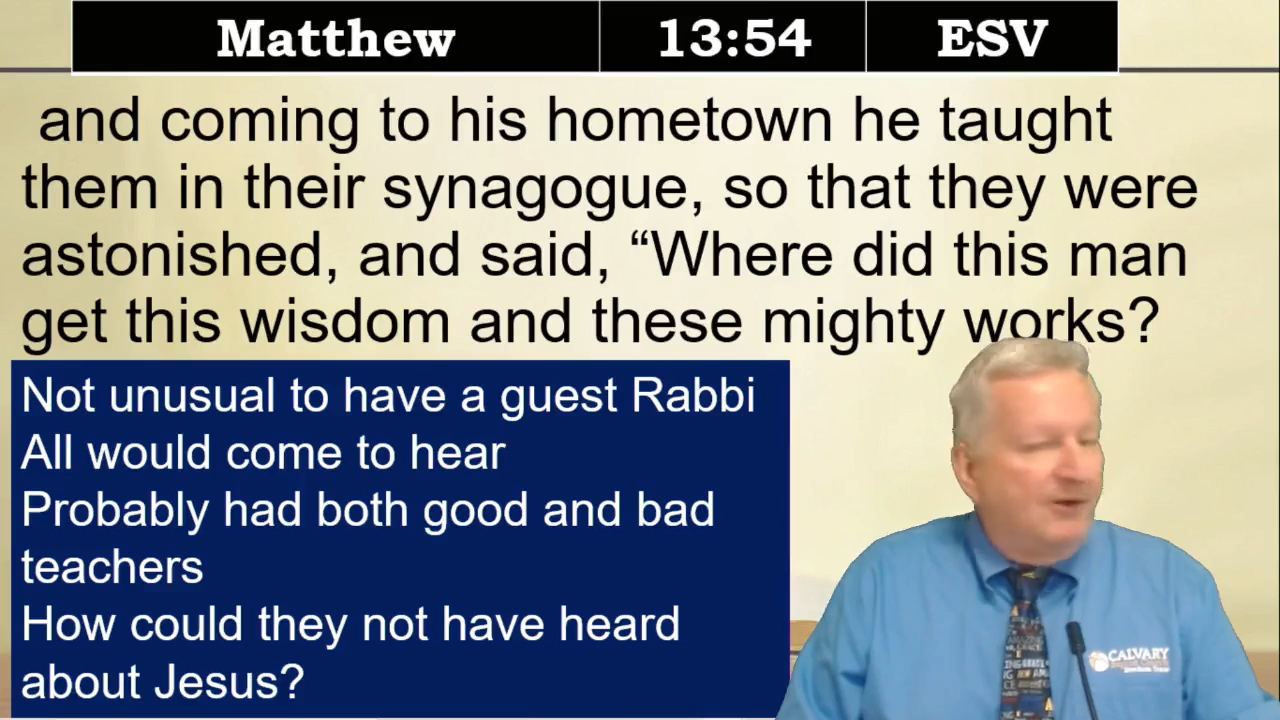 Matthew 13:54 ESV
and coming to his hometown he taught
them in their synagogue, so that they were
astonished, and said, “Where did this man
get this wisdom and these mighty works?
Not unusual to have a guest Rabbi
All would come to hear
Probably had both good and bad
teachers
How could they not have heard
about Jesus?
CALVARY